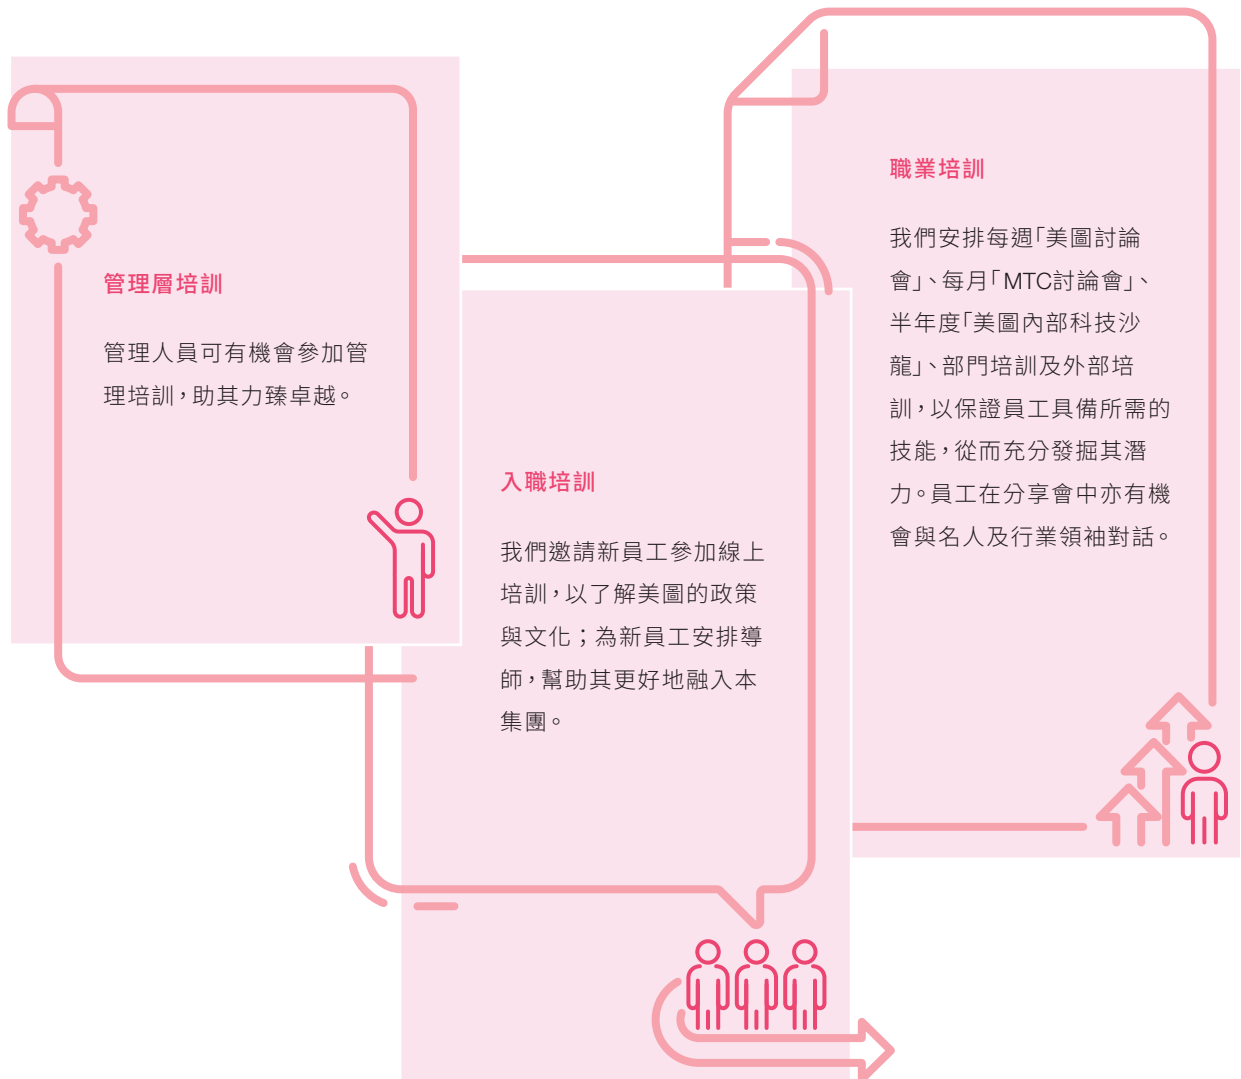 管理層培訓
管理人員可有機會參加管
理培訓，助其力臻卓越。
入職培訓
我們邀請新員工參加線上
培訓，以了解美圖的政策
與文化；為新員工安排導
師，幫助其更好地融入本
集團。
職業培訓
我們安排每週「美圖討論
會」、每月「MTC討論會」、
半年度「美圖內部科技沙
龍」、部門培訓及外部培
訓，以保證員工具備所需的
技能，從而充分發掘其潛
力。員工在分享會中亦有機
會與名人及行業領袖對話。